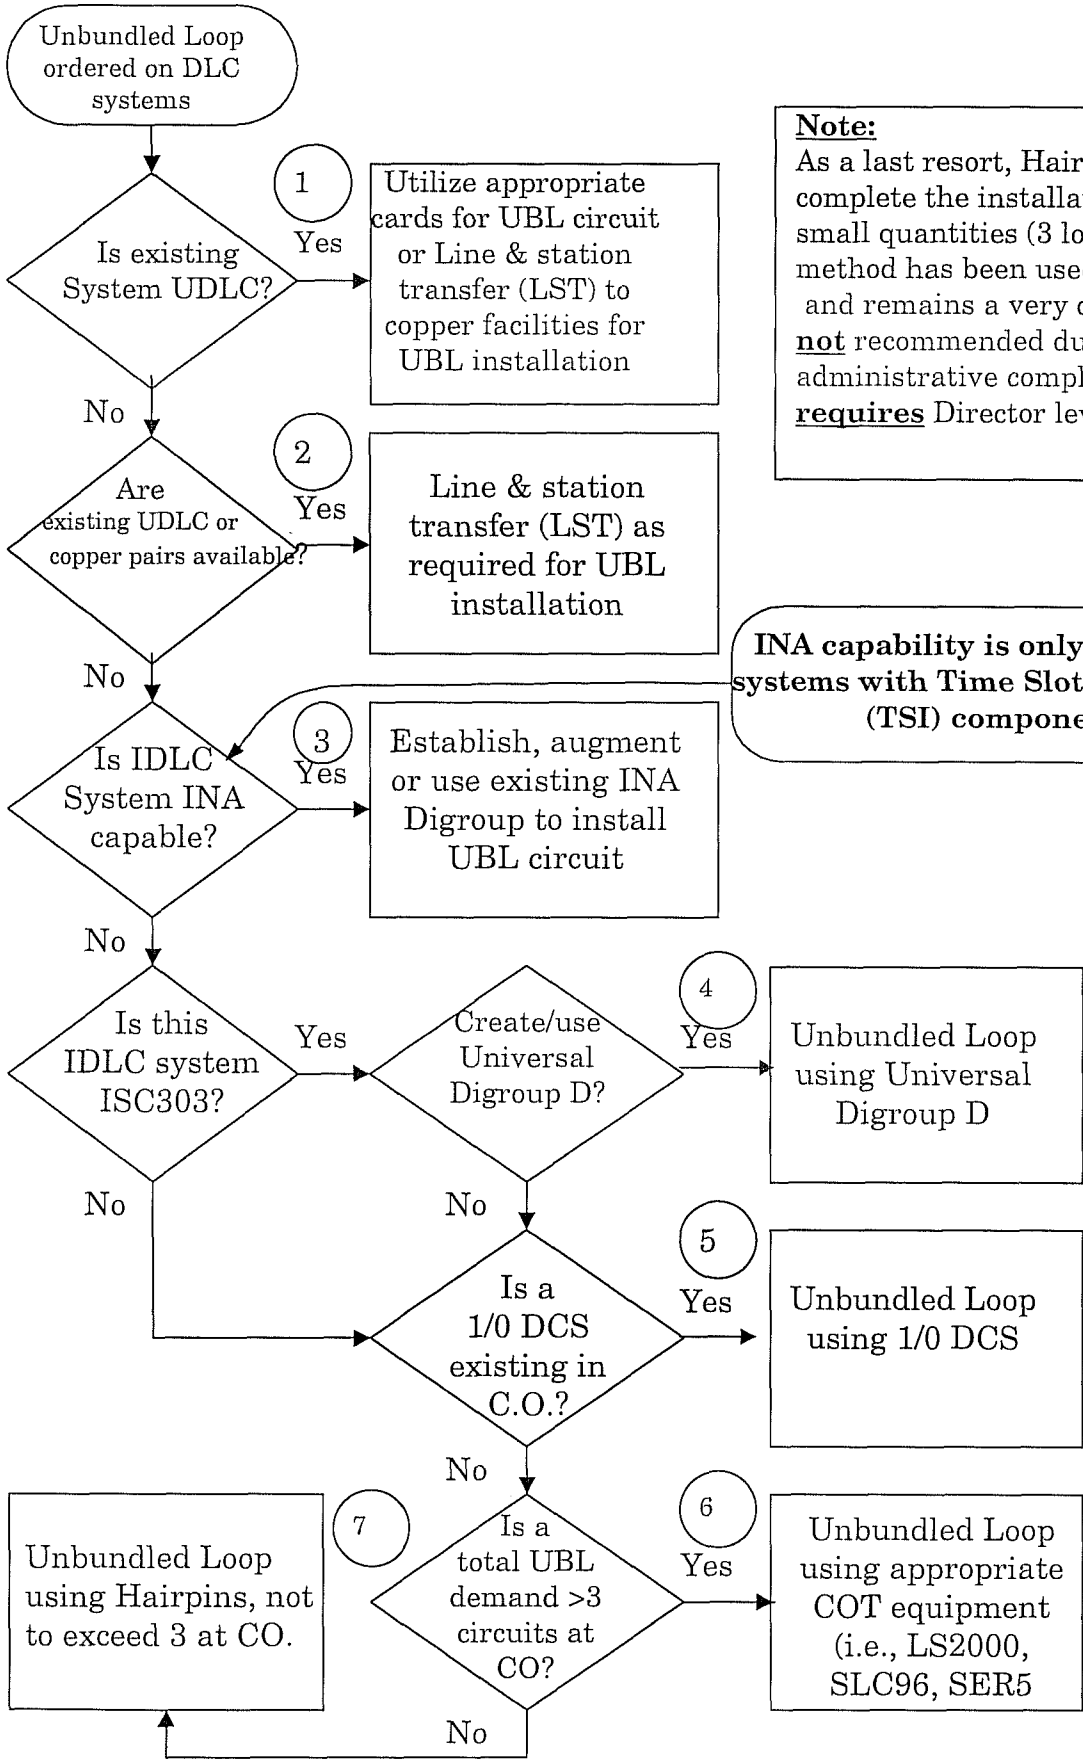 Unbundled Loop
ordered on DLC
systems
Note:
As a last resort, Hair
complete the installa
small quantities (3 lo
method has been use
and remains a very
not recommended du
administrative compl
requires Director lev
1
Yes
Utilize appropriate
cards for UBL circuit
or Line & station
transfer (LST) to
copper facilities for
UBL installation
Is existing
System UDLC?
No
2
Yes
Line & station
transfer (LST) as
required for UBL
installation
Are
existing UDLC or
copper pairs available?
No
INA capability is only
systems with Time Slot
(TSI) compone
3
Yes
Establish, augment
or use existing INA
Digroup to install
UBL circuit
Is IDLC
System INA
capable?
No
Is this
IDLC system
ISC303?
Yes
Create/use
Universal
Digroup D?
4
Yes
Unbundled Loop
using Universal
Digroup D
No
No
5
Yes
Unbundled Loop
using 1/0 DCS
Is a
1/0 DCS
existing in
C.O.?
No
6
Yes
Unbundled Loop
using appropriate
COT equipment
(i.e., LS2000,
SLC96, SER5
Is a
total UBL
demand >3
circuits at
CO?
7
Unbundled Loop
using Hairpins, not
to exceed 3 at CO.
No